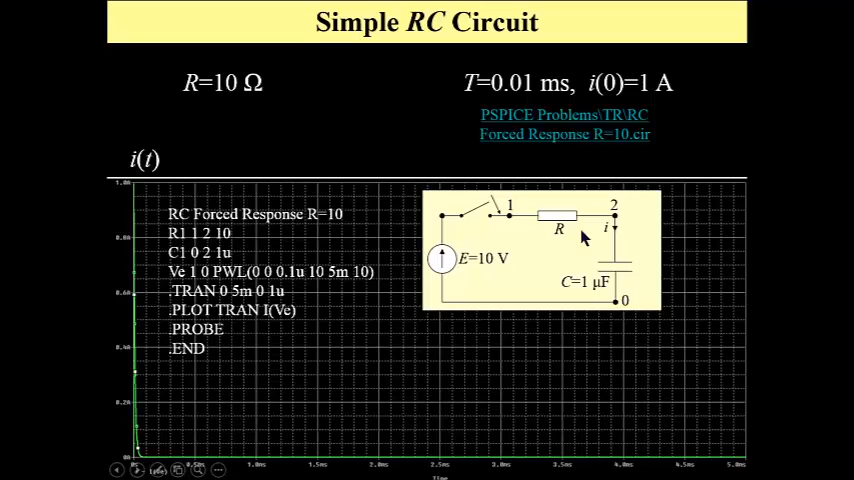 Simple RC Circuit
R=10 Ω
T=0.01 ms, i(0)=1 A
PSPICE Problems\TR\RC
Forced Response R=10.cir
i(t)
RC Forced Response R=10
R1 1 2 10
C1 0 2 1u
Ve 1 0 PWL(0 0 0.1u 10 5m 10)
.TRAN 0 5m 0 1u
.PLOT TRAN I(Ve)
.PROBE
.END
1
2
R
i
E=10 V
C=1 μF
0
0.50ms
1.0ms
1.5ms
2.0ms
2.5ms
3.0ms
3.5ms
4.0ms
4.5ms
5.0ms
Time